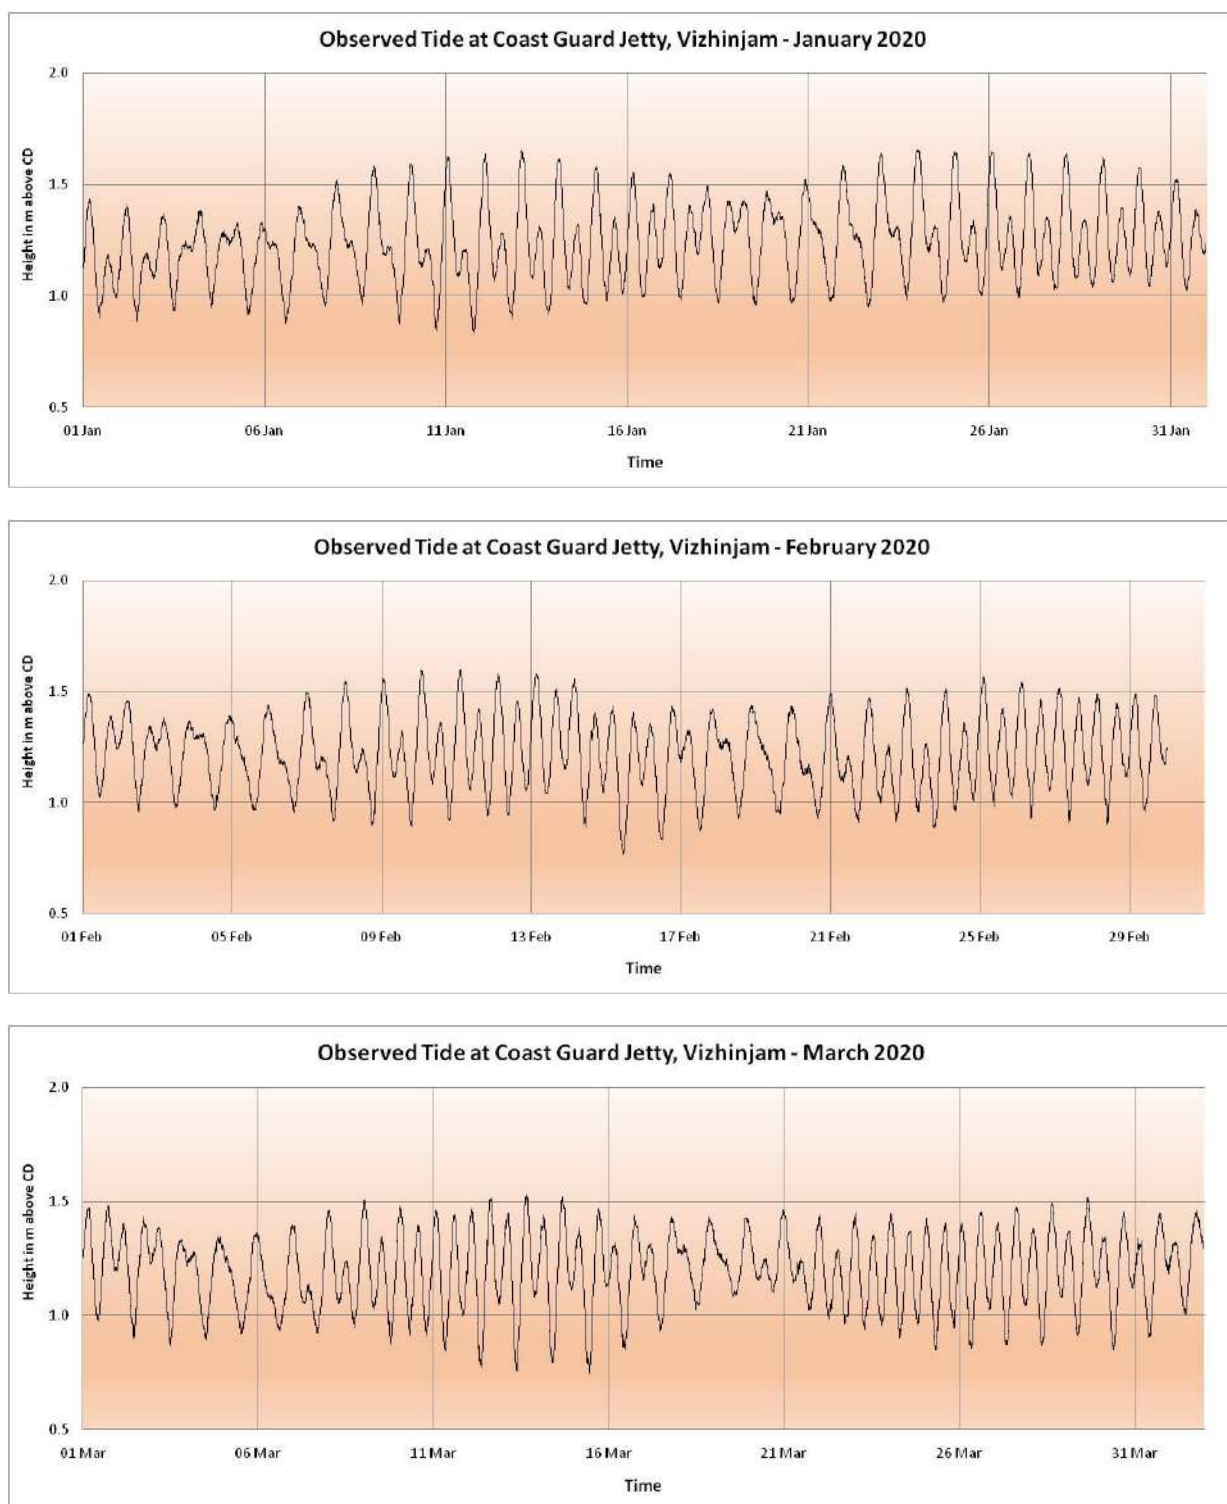 Observed Tide at Coast Guard Jetty, Vizhinjam - January 2020
Height in m above CD
2.0
1.5
1.0
0.5
01 Jan 06 Jan 11 Jan 16 Jan 21 Jan 26 Jan 31 Jan
Time
Observed Tide at Coast Guard Jetty, Vizhinjam - February 2020
Height in m above CD
2.0
1.5
1.0
0.5
01 Feb 05 Feb 09 Feb 13 Feb 17 Feb 21 Feb 25 Feb 29 Feb
Time
Observed Tide at Coast Guard Jetty, Vizhinjam - March 2020
Height in m above CD
2.0
1.5
1.0
0.5
01 Mar 06 Mar 11 Mar 16 Mar 21 Mar 26 Mar 31 Mar
Time